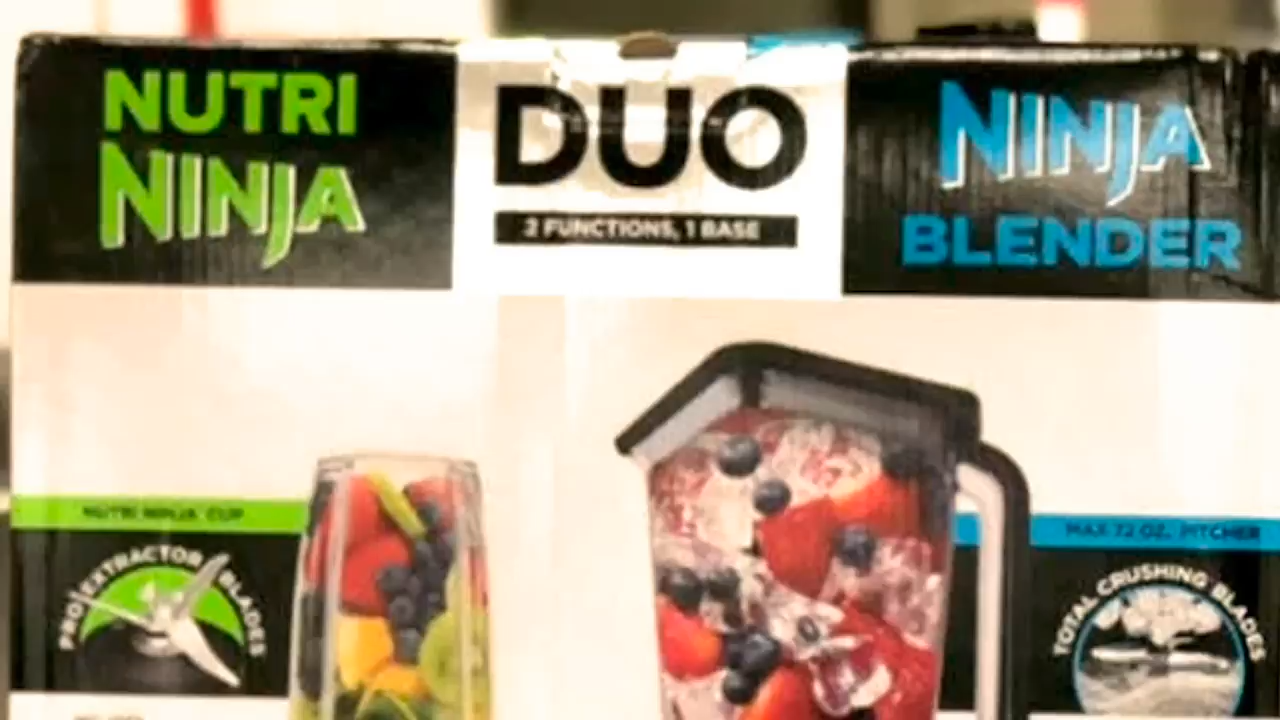 NUTRI
NINJA
DUO
2 FUNCTIONS, 1 BASE
NINJA
BLENDER
NUTRI NINJA CUP
PRO EXTRACTOR BLADES
MAX 72 OZ. PITCHER
TOTAL CRUSHING BLADES